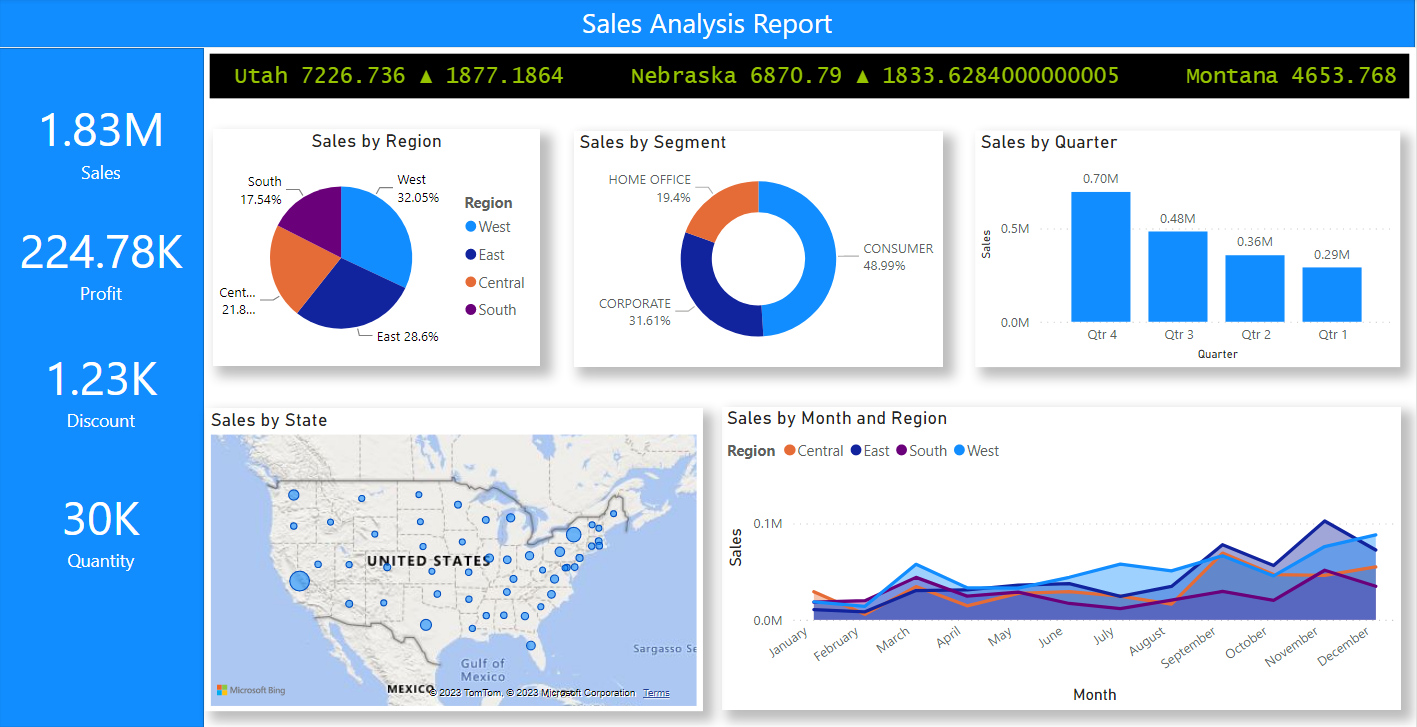 Sales Analysis Report
Utah 7226.736 ▲ 1877.1864 Nebraska 6870.79 ▲ 1833.6284000000005 Montana 4653.768
1.83M
Sales
224.78K
Profit
1.23K
Discount
30K
Quantity
Sales by Region
South
17.54%
West
32.05%
Cent...
21.8...
East 28.6%
Region
West
East
Central
South
Sales by Segment
HOME OFFICE
19.4%
CONSUMER
48.99%
CORPORATE
31.61%
Sales by Quarter
Sales
0.5M
0.0M
0.70M
0.48M
0.36M
0.29M
Qtr 4
Qtr 3
Qtr 2
Qtr 1
Quarter
Sales by State
UNITED STATES
Sargasso Se
Gulf of
Mexico
MEXICO
Microsoft Bing
© 2023 TomTom, © 2023 Microsoft Corporation Terms
Sales by Month and Region
Region Central East South West
Sales
0.1M
0.0M
January
February
March
April
May
June
July
August
September
October
November
December
Month